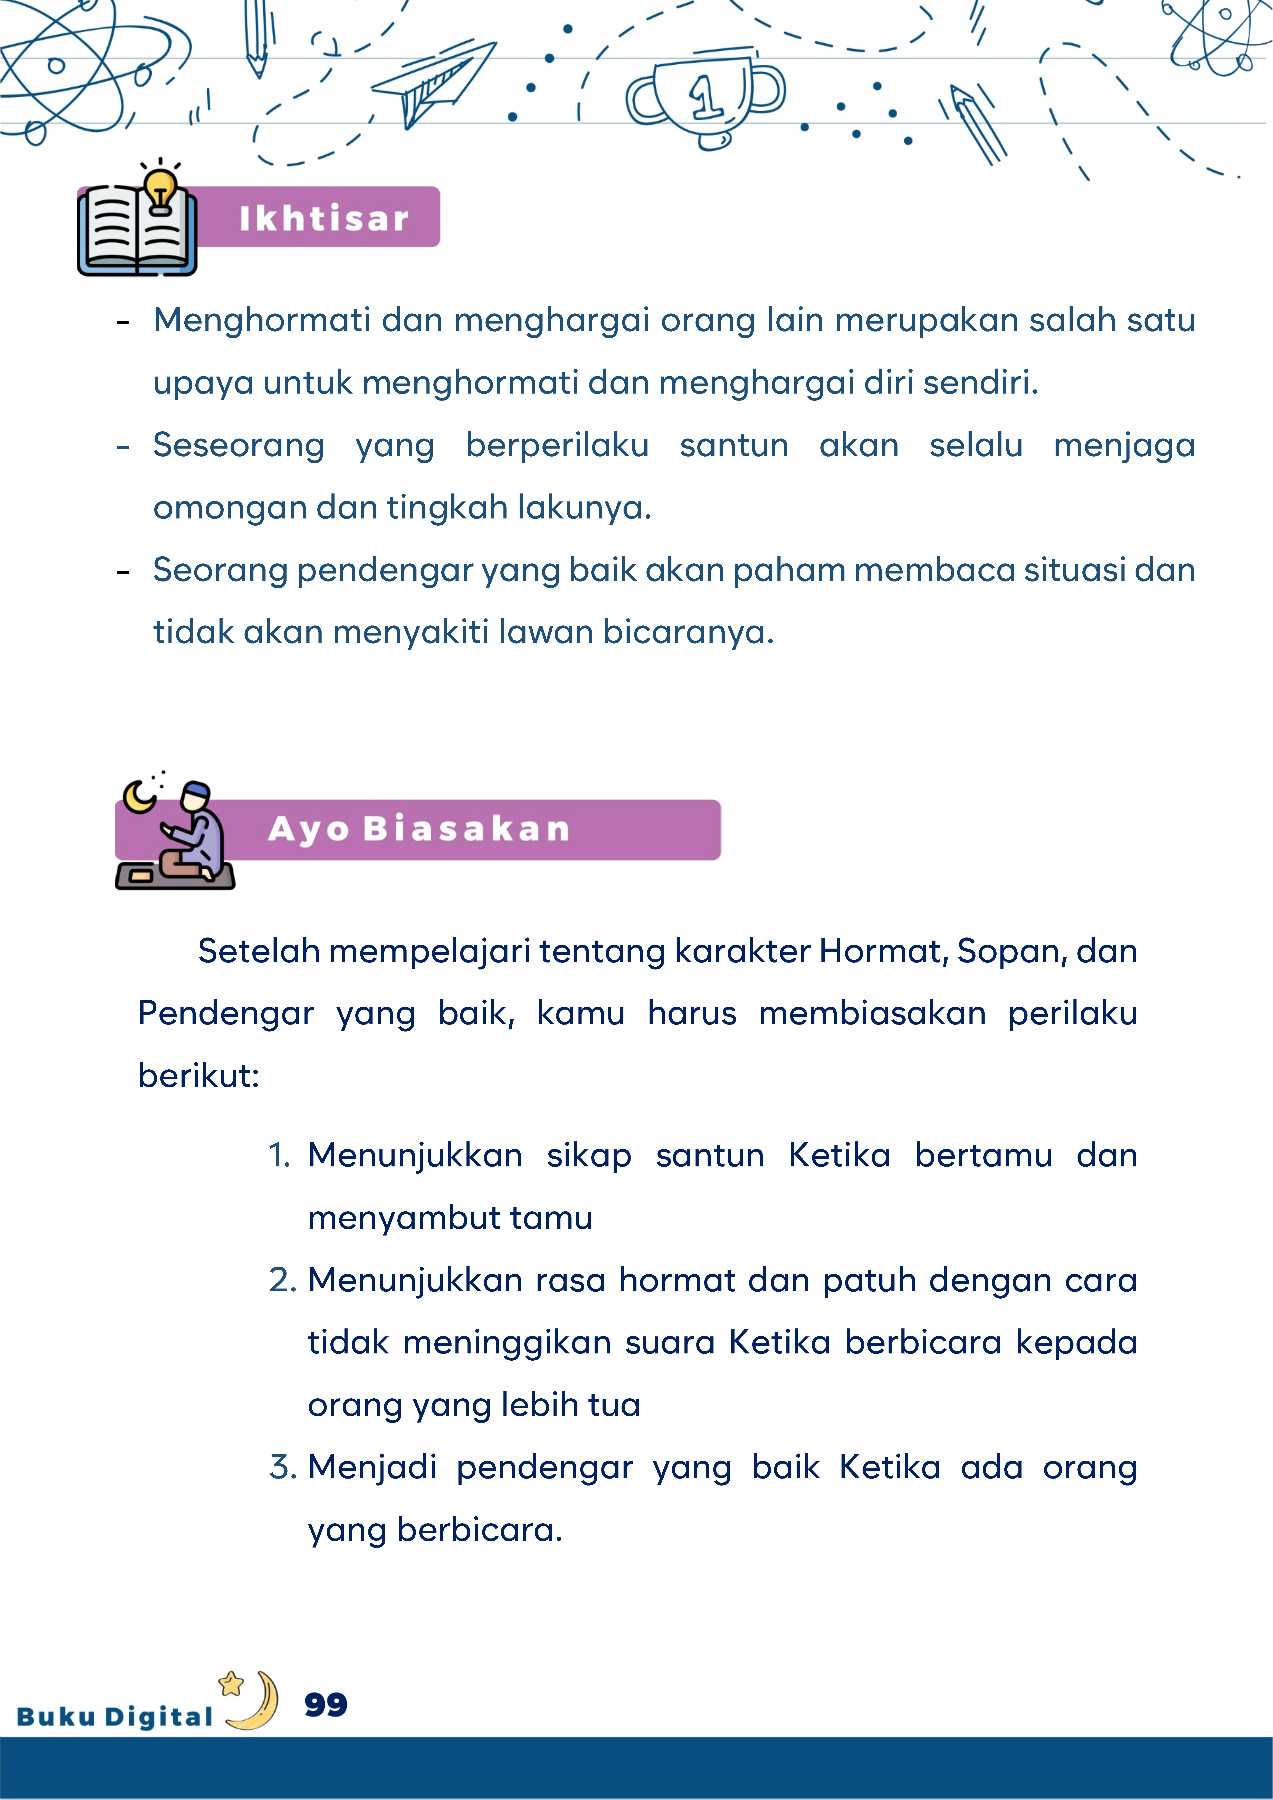 1
Ikhtisar
- Menghormati dan menghargai orang lain merupakan salah satu
upaya untuk menghormati dan menghargai diri sendiri.
- Seseorang yang berperilaku santun akan selalu menjaga
omongan dan tingkah lakunya.
- Seorang pendengar yang baik akan paham membaca situasi dan
tidak akan menyakiti lawan bicaranya.
Ayo Biasakan
Setelah mempelajari tentang karakter Hormat, Sopan, dan
Pendengar yang baik, kamu harus membiasakan perilaku
berikut:
1. Menunjukkan sikap santun Ketika bertamu dan
menyambut tamu
2. Menunjukkan rasa hormat dan patuh dengan cara
tidak meninggikan suara Ketika berbicara kepada
orang yang lebih tua
3. Menjadi pendengar yang baik Ketika ada orang
yang berbicara.
Buku Digital 99